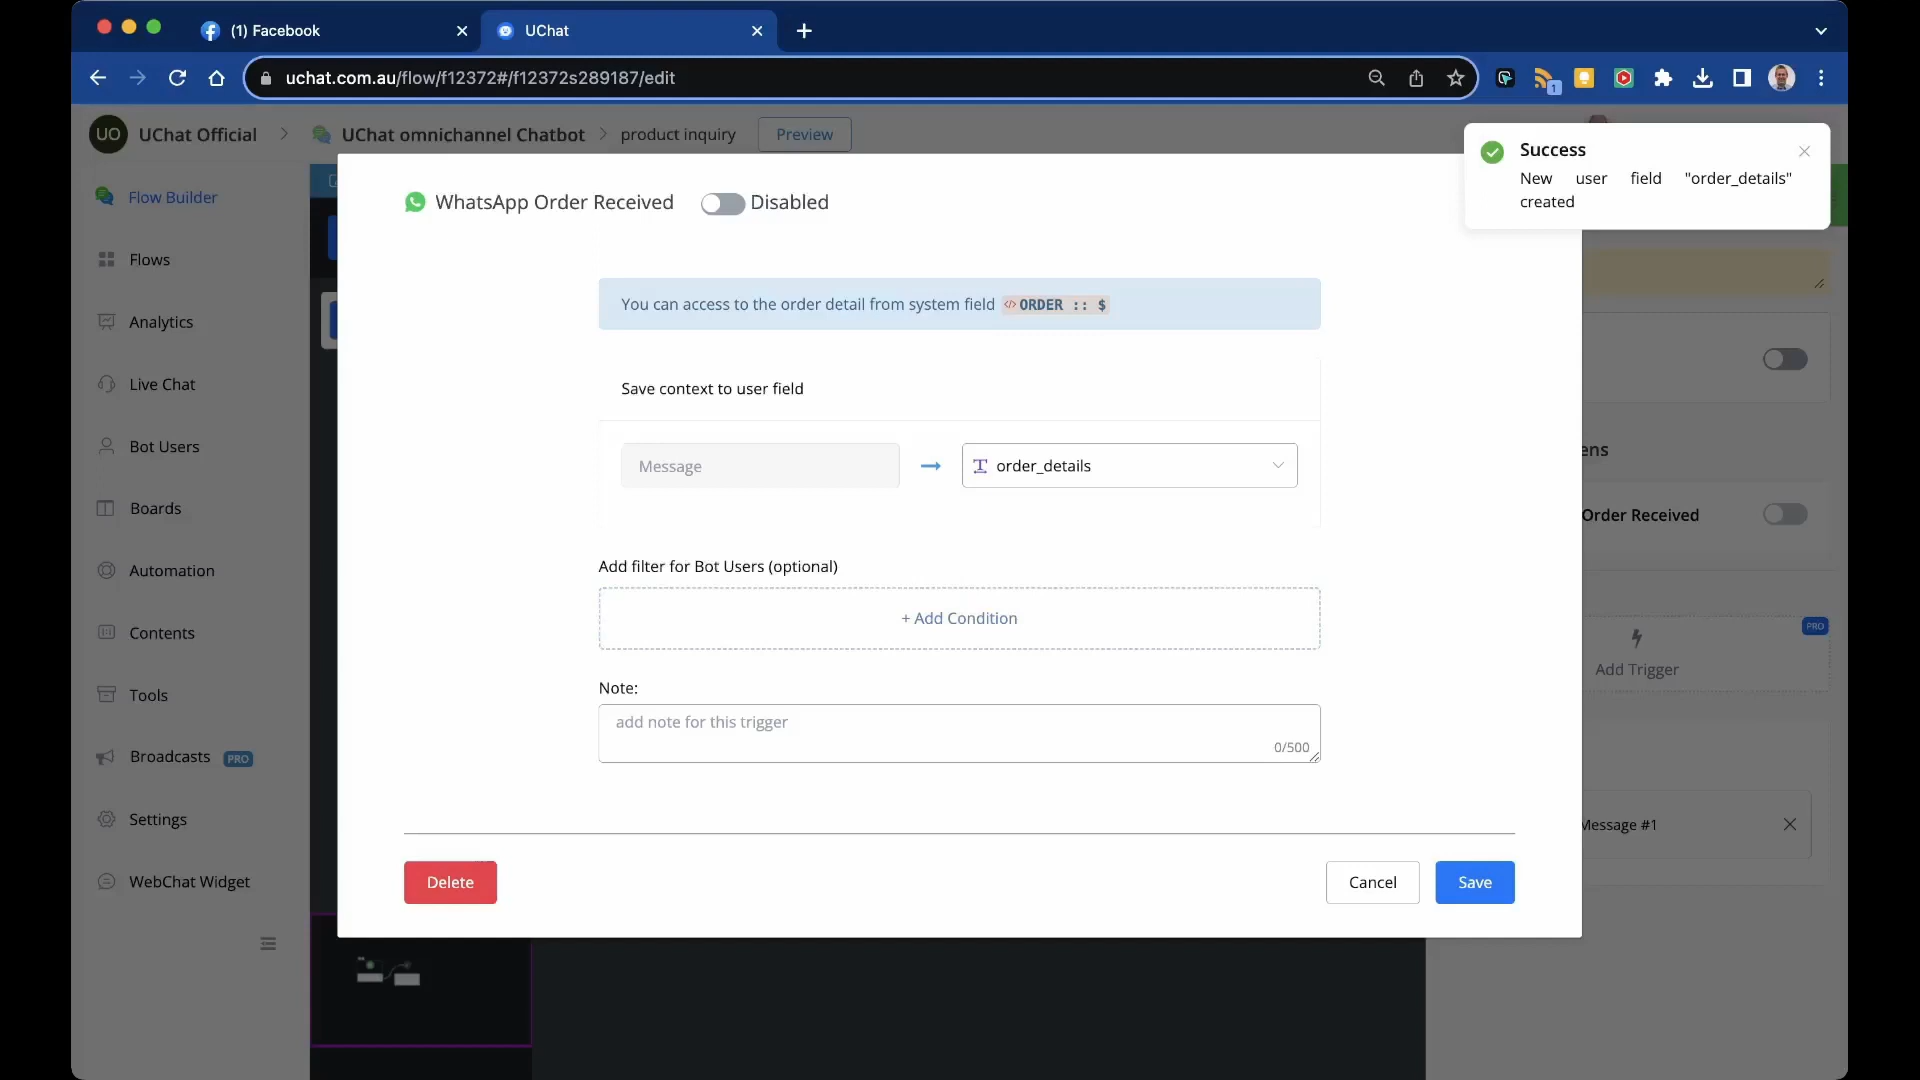 (1) Facebook
UChat
uchat.com.au/flow/f12372#/f12372s289187/edit
1
UO
UChat Official
UChat omnichannel Chatbot
product inquiry
Preview
Success
New user field "order_details"
created
Flow Builder
Flows
Analytics
Live Chat
Bot Users
Boards
Automation
Contents
Tools
Broadcasts PRO
Settings
WebChat Widget
WhatsApp Order Received
Disabled
You can access to the order detail from system field </> ORDER :: $
Save context to user field
Message
order_details
Add filter for Bot Users (optional)
+ Add Condition
Note:
add note for this trigger
0/500
Delete
Cancel
Save
ens
Order Received
PRO
Add Trigger
Message #1